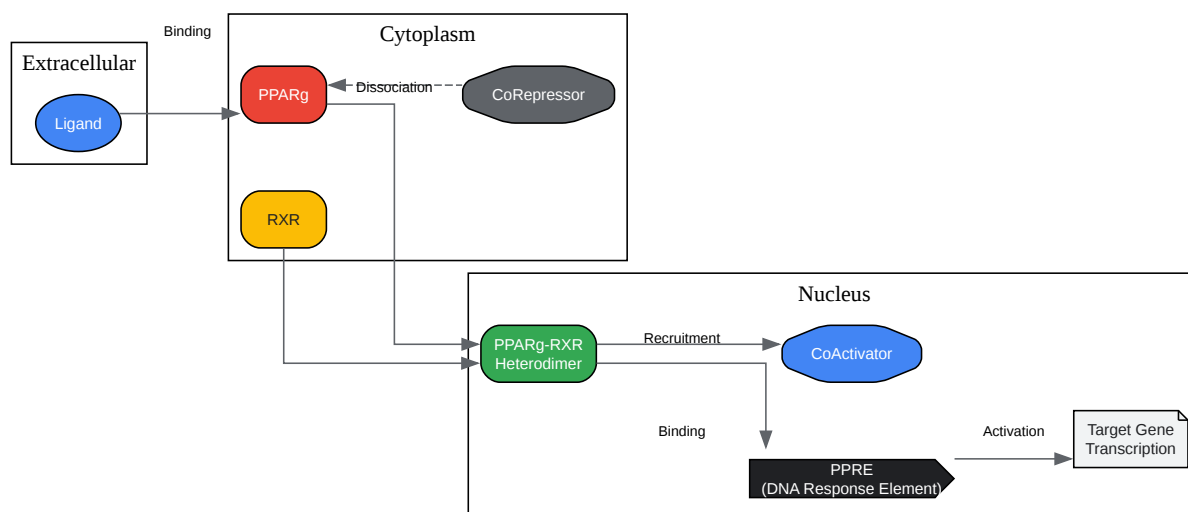 Binding
Cytoplasm
Extracellular
PPARg
Dissociation
CoRepressor
Ligand
RXR
Nucleus
PPARg-RXR
Heterodimer
Recruitment
CoActivator
Binding
Activation
Target Gene
Transcription
PPRE
(DNA Response Element)